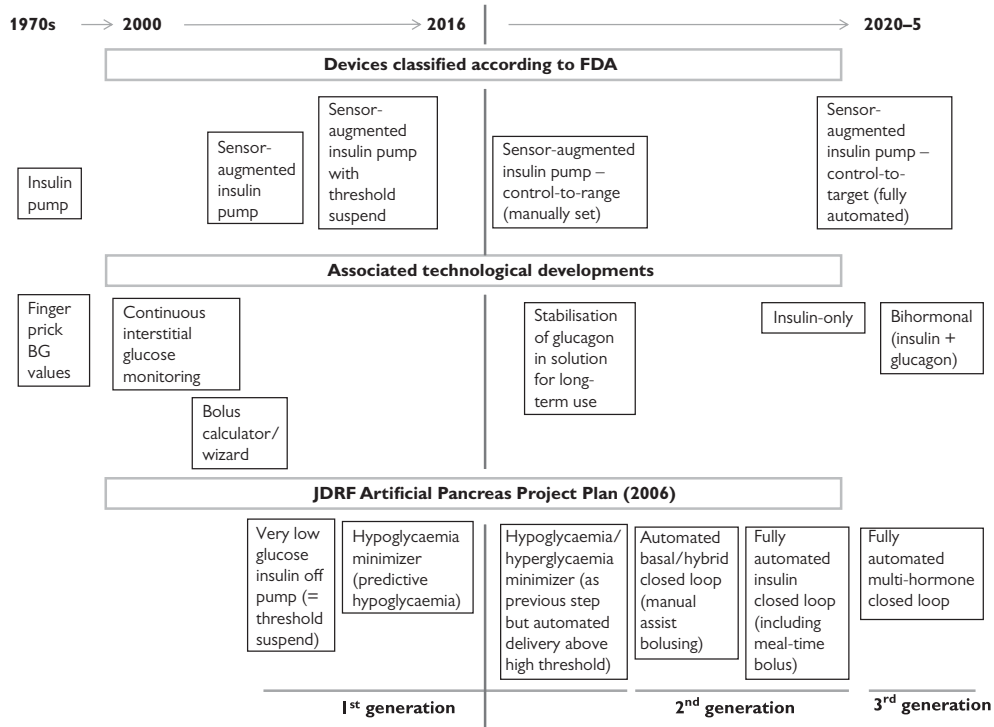 1970s
2000
2016
2020–5
Devices classified according to FDA
Insulin
pump
Sensor-
augmented
insulin
pump
Sensor-
augmented
insulin pump
with
threshold
suspend
Sensor-augmented
insulin pump –
control-to-range
(manually set)
Sensor-
augmented
insulin pump –
control-to-
target (fully
automated)
Associated technological developments
Finger
prick
BG
values
Continuous
interstitial
glucose
monitoring
Bolus
calculator/
wizard
Stabilisation
of glucagon
in solution
for long-
term use
Insulin-only
Bihormonal
(insulin +
glucagon)
JDRF Artificial Pancreas Project Plan (2006)
Very low
glucose
insulin off
pump (=
threshold
suspend)
Hypoglycaemia
minimizer
(predictive
hypoglycaemia)
Hypoglycaemia/
hyperglycaemia
minimizer (as
previous step
but automated
delivery above
high threshold)
Automated
basal/hybrid
closed loop
(manual
assist
bolusing)
Fully
automated
insulin
closed loop
(including
meal-time
bolus)
Fully
automated
multi-hormone
closed loop
1st generation
2nd generation
3rd generation